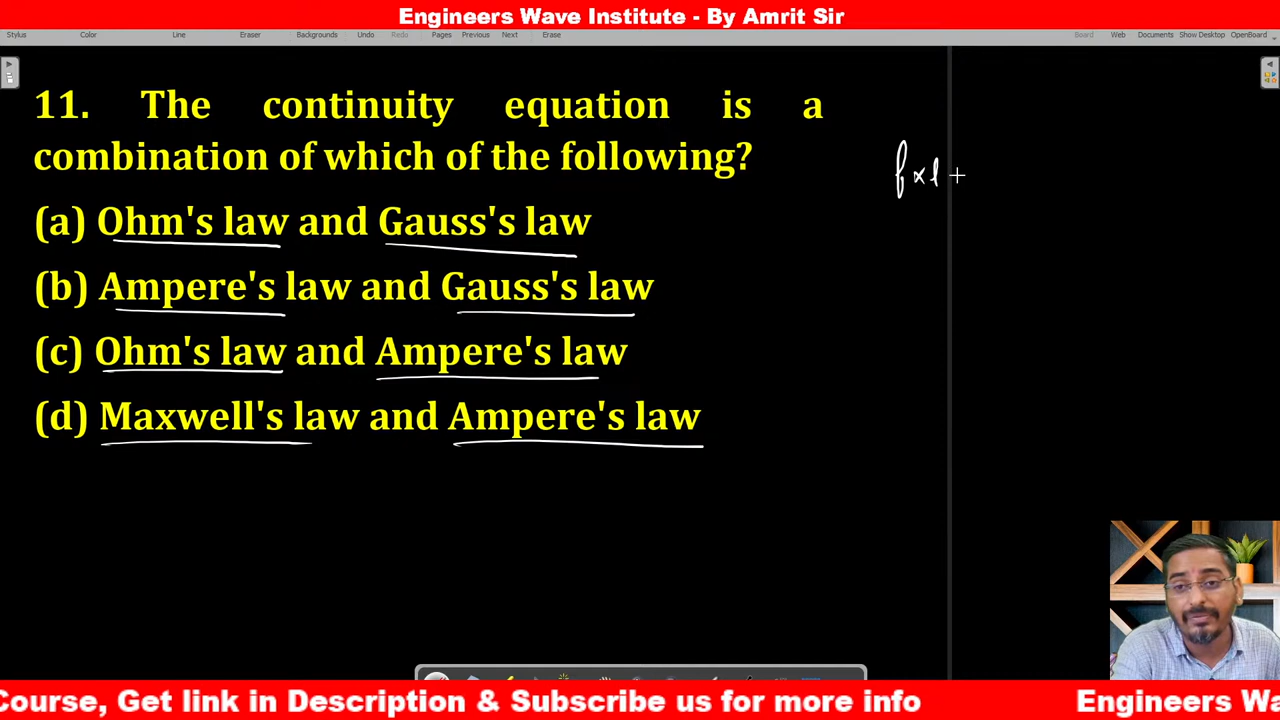 Engineers Wave Institute - By Amrit Sir
Stylus Color Line Eraser Backgrounds Undo Redo Pages Previous Next Erase Board Web Documents Show Desktop OpenBoard
11. The continuity equation is a
combination of which of the following?
(a) Ohm's law and Gauss's law
(b) Ampere's law and Gauss's law
(c) Ohm's law and Ampere's law
(d) Maxwell's law and Ampere's law
Course, Get link in Description & Subscribe us for more info Engineers Wa